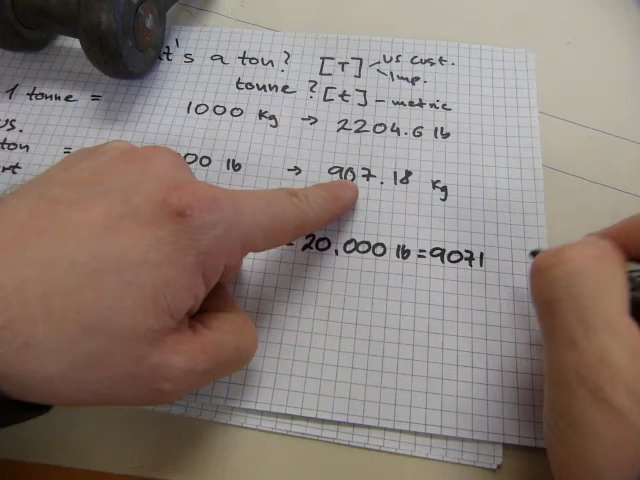 t's a ton? [T] US Cust.
Imp.
tonne? [t] - metric
1 tonne = 1000 kg → 2204.6 lb
US.
ton = 00 lb → 907.18 kg
rt
20,000 lb = 9071